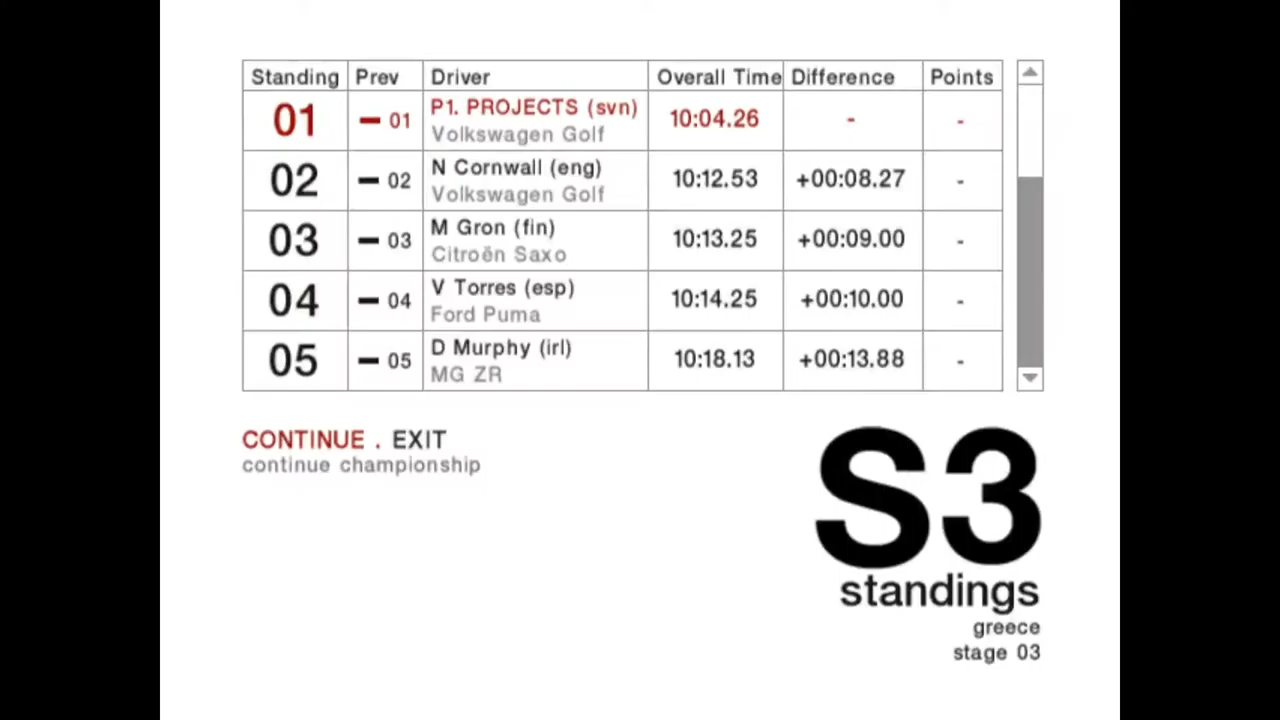 Standing Prev Driver Overall Time Difference Points
01 – 01 P1. PROJECTS (svn) 10:04.26 - -
Volkswagen Golf
02 – 02 N Cornwall (eng) 10:12.53 +00:08.27 -
Volkswagen Golf
03 – 03 M Gron (fin) 10:13.25 +00:09.00 -
Citroën Saxo
04 – 04 V Torres (esp) 10:14.25 +00:10.00 -
Ford Puma
05 – 05 D Murphy (irl) 10:18.13 +00:13.88 -
MG ZR
CONTINUE . EXIT
continue championship
S3
standings
greece
stage 03